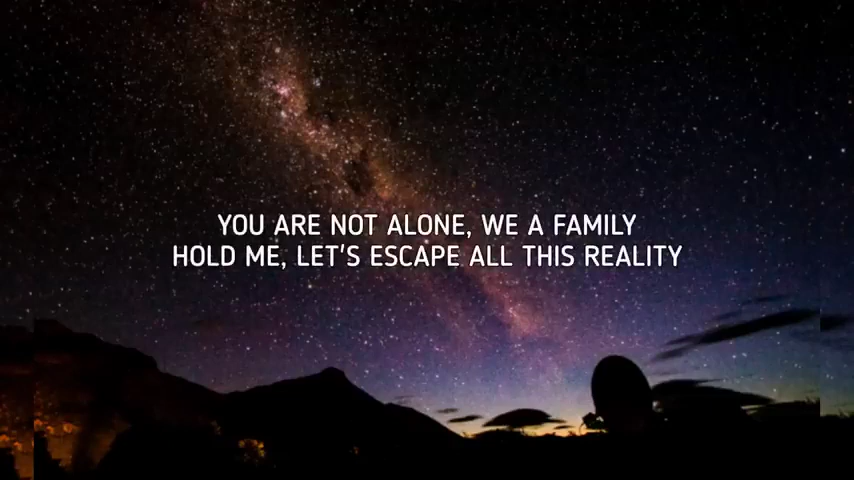 YOU ARE NOT ALONE, WE A FAMILY
HOLD ME, LET'S ESCAPE ALL THIS REALITY